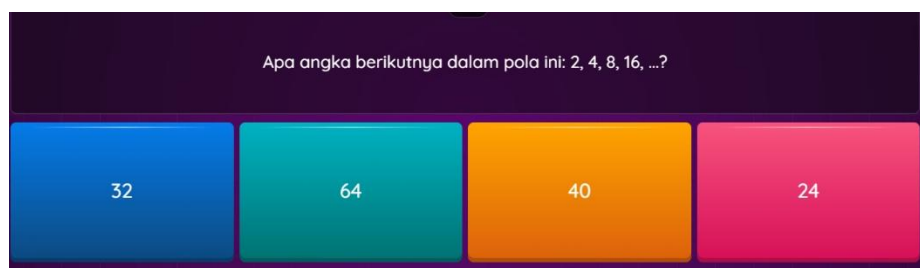 Apa angka berikutnya dalam pola ini: 2, 4, 8, 16, ...?
32
64
40
24